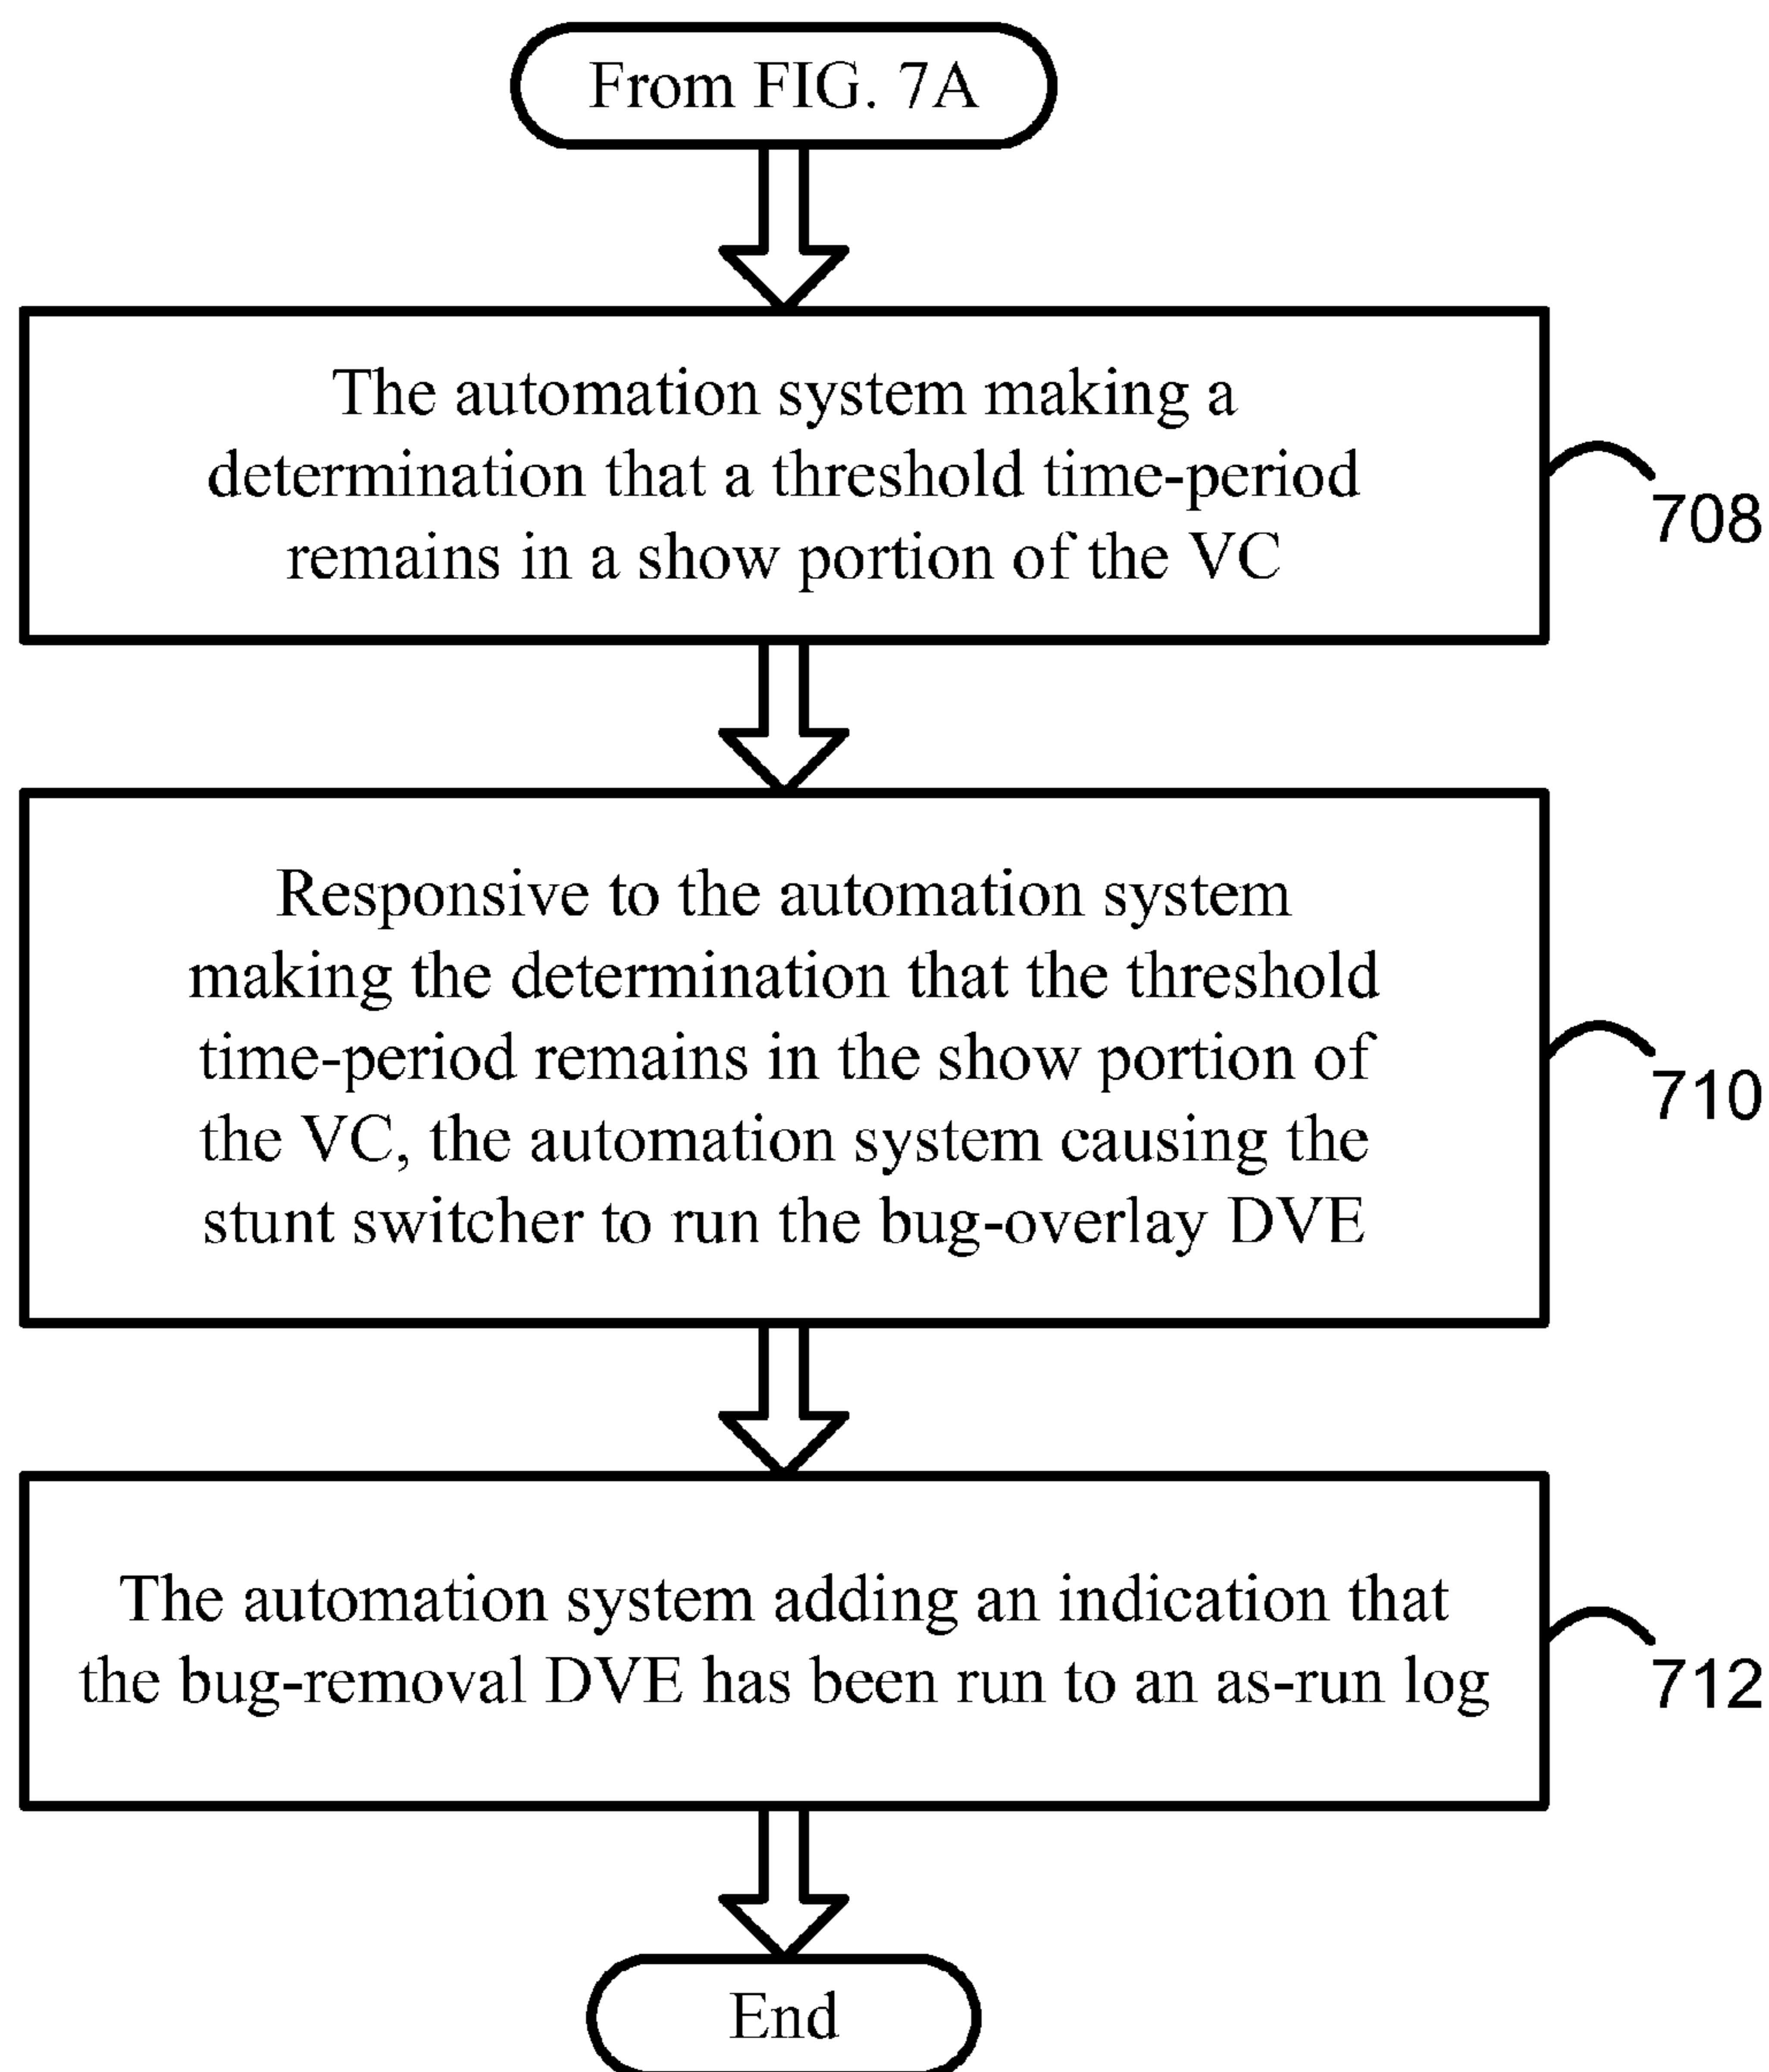 From FIG. 7A
The automation system making a
determination that a threshold time-period
remains in a show portion of the VC
708
Responsive to the automation system
making the determination that the threshold
time-period remains in the show portion of
the VC, the automation system causing the
stunt switcher to run the bug-overlay DVE
710
The automation system adding an indication that
the bug-removal DVE has been run to an as-run log
712
End